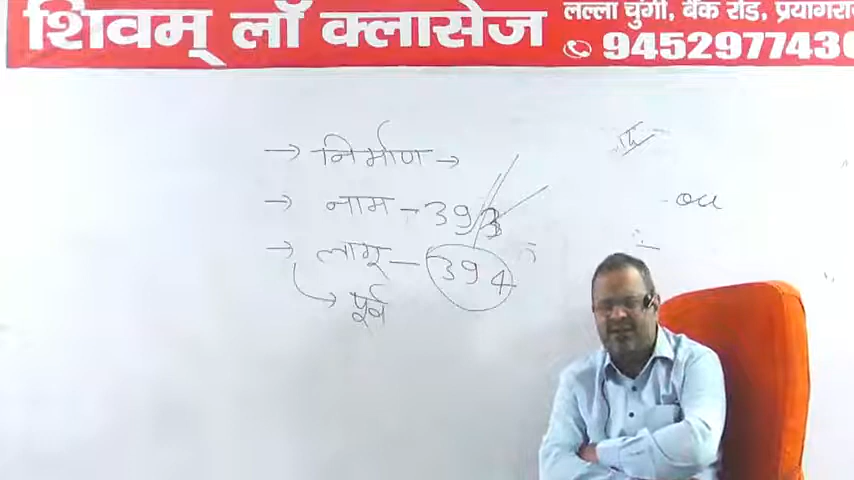 शिवम् लॉ क्लासेज
लल्ला चुंगी, बैंक रोड, प्रयागरा
9452977430
→ निर्माण →
→ नाम - 393
→ लागू - 394
→ पूर्व